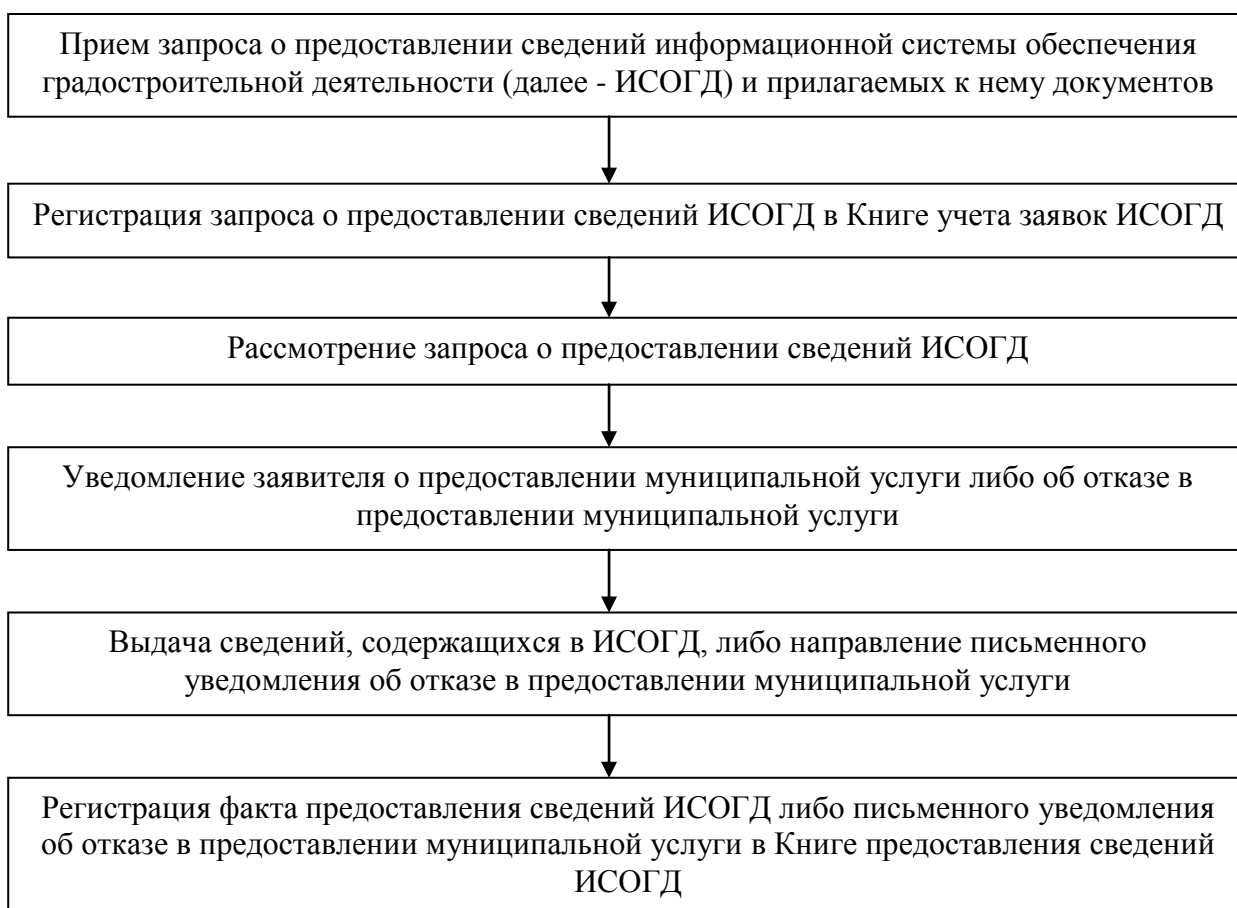 Прием запроса о предоставлении сведений информационной системы обеспечения
градостроительной деятельности (далее - ИСОГД) и прилагаемых к нему документов
Регистрация запроса о предоставлении сведений ИСОГД в Книге учета заявок ИСОГД
Рассмотрение запроса о предоставлении сведений ИСОГД
Уведомление заявителя о предоставлении муниципальной услуги либо об отказе в
предоставлении муниципальной услуги
Выдача сведений, содержащихся в ИСОГД, либо направление письменного
уведомления об отказе в предоставлении муниципальной услуги
Регистрация факта предоставления сведений ИСОГД либо письменного уведомления
об отказе в предоставлении муниципальной услуги в Книге предоставления сведений
ИСОГД